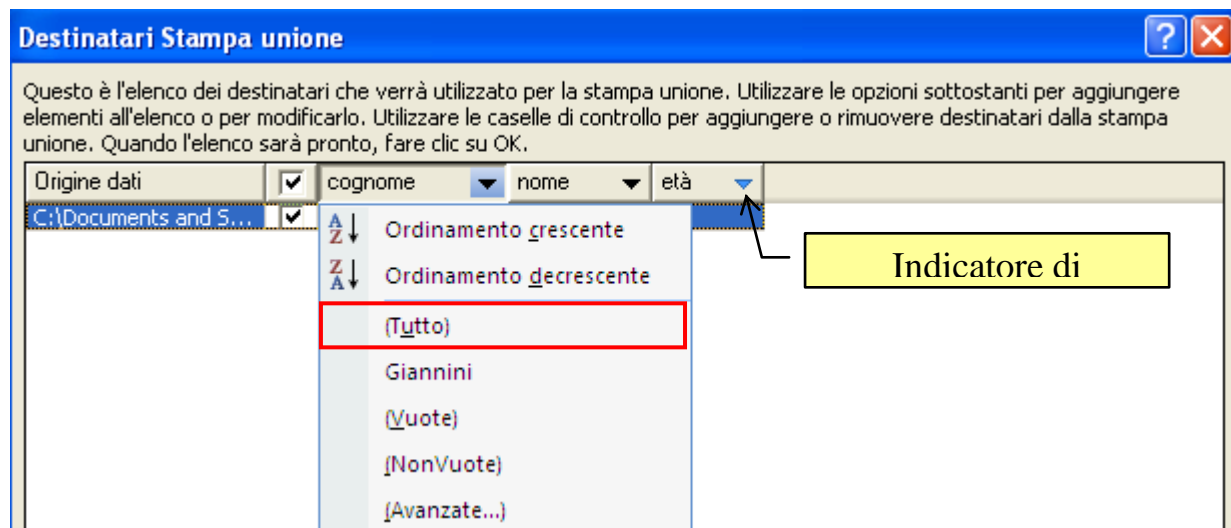 Destinatari Stampa unione
Questo è l'elenco dei destinatari che verrà utilizzato per la stampa unione. Utilizzare le opzioni sottostanti per aggiungere
elementi all'elenco o per modificarlo. Utilizzare le caselle di controllo per aggiungere o rimuovere destinatari dalla stampa
unione. Quando l'elenco sarà pronto, fare clic su OK.
Origine dati cognome nome età
C:\Documents and S...
Ordinamento crescente
Ordinamento decrescente
Indicatore di
(Tutto)
Giannini
(Vuote)
(NonVuote)
(Avanzate...)